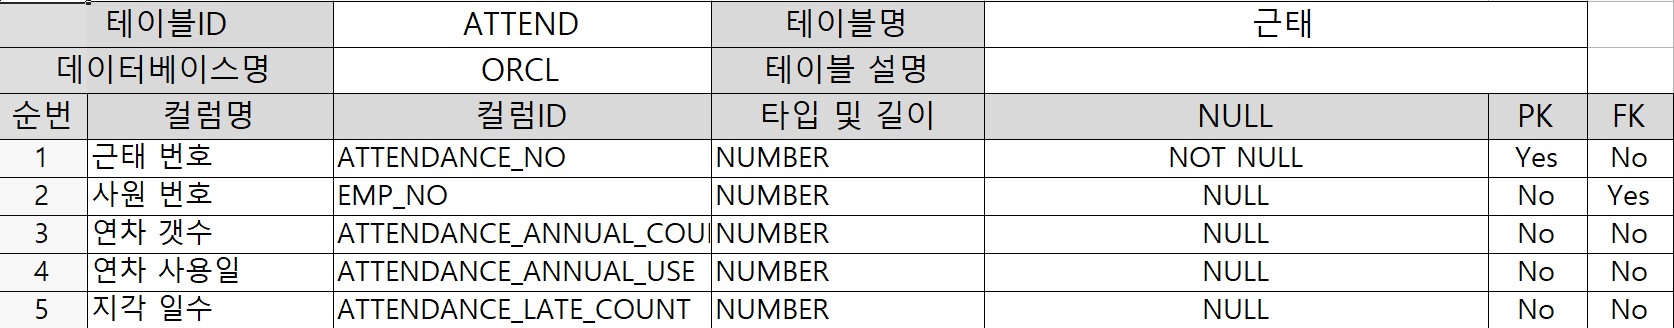 테이블ID ATTEND 테이블명 근태
데이터베이스명 ORCL 테이블 설명
순번 컬럼명 컬럼ID 타입 및 길이 NULL PK FK
1 근태 번호 ATTENDANCE_NO NUMBER NOT NULL Yes No
2 사원 번호 EMP_NO NUMBER NULL No Yes
3 연차 갯수 ATTENDANCE_ANNUAL_COU NUMBER NULL No No
4 연차 사용일 ATTENDANCE_ANNUAL_USE NUMBER NULL No No
5 지각 일수 ATTENDANCE_LATE_COUNT NUMBER NULL No No